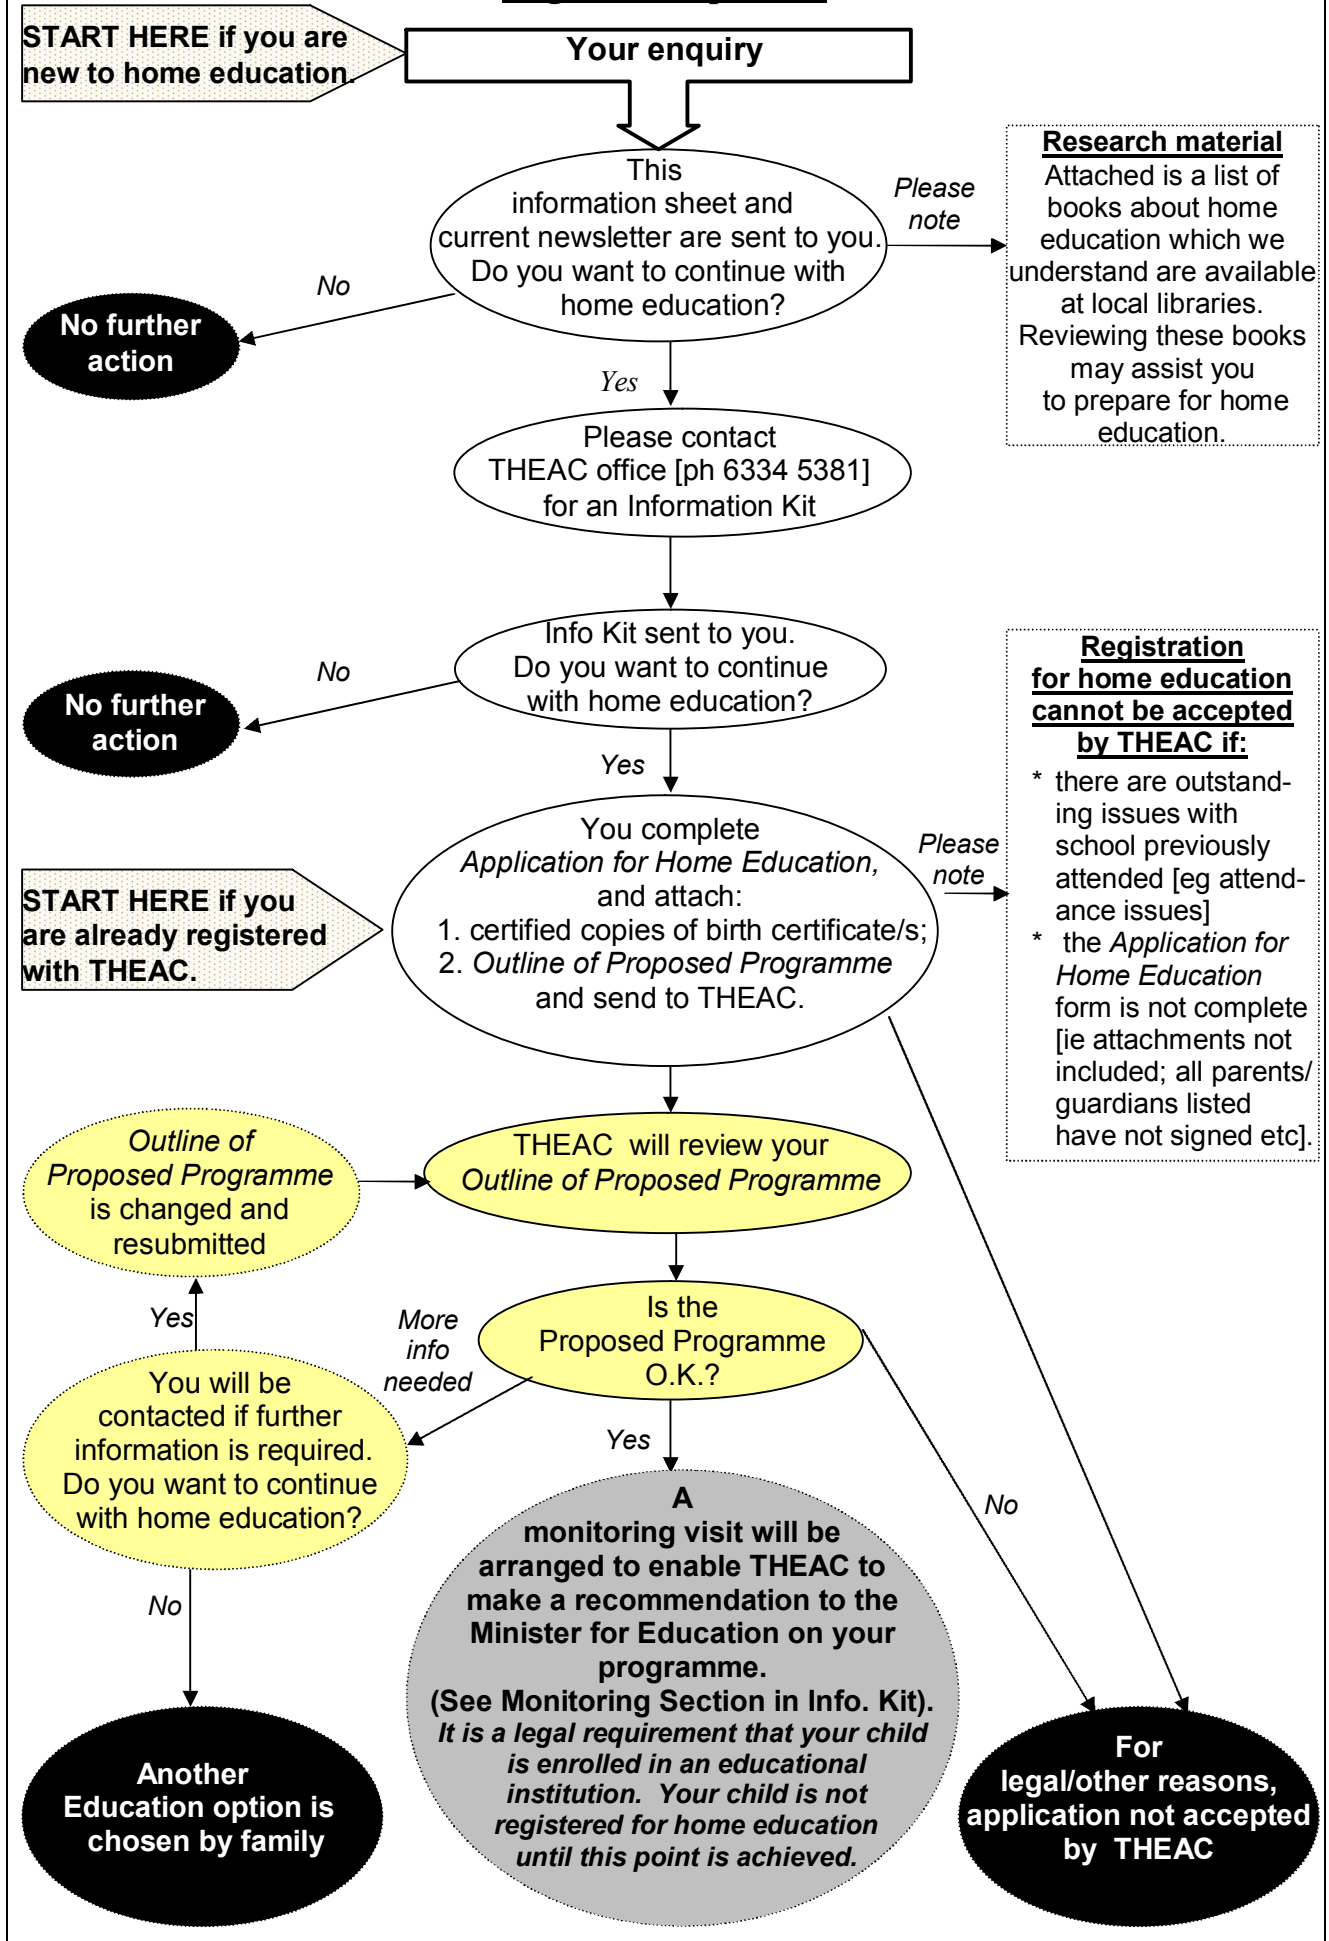 START HERE if you are
new to home education.
Your enquiry
This
information sheet and
current newsletter are sent to you.
Do you want to continue with
home education?
Please
note
Research material
Attached is a list of
books about home
education which we
understand are available
at local libraries.
Reviewing these books
may assist you
to prepare for home
education.
No
No further
action
Yes
Please contact
THEAC office [ph 6334 5381]
for an Information Kit
Info Kit sent to you.
Do you want to continue
with home education?
No
No further
action
Yes
Registration
for home education
cannot be accepted
by THEAC if:
* there are outstand-
ing issues with
school previously
attended [eg attend-
ance issues]
* the Application for
Home Education
form is not complete
[ie attachments not
included; all parents/
guardians listed
have not signed etc].
START HERE if you
are already registered
with THEAC.
You complete
Application for Home Education,
and attach:
1. certified copies of birth certificate/s;
2. Outline of Proposed Programme
and send to THEAC.
Please
note
THEAC will review your
Outline of Proposed Programme
Outline of
Proposed Programme
is changed and
resubmitted
Is the
Proposed Programme
O.K.?
Yes
More
info
needed
You will be
contacted if further
information is required.
Do you want to continue
with home education?
Yes
No
No
A
monitoring visit will be
arranged to enable THEAC to
make a recommendation to the
Minister for Education on your
programme.
(See Monitoring Section in Info. Kit).
It is a legal requirement that your child
is enrolled in an educational
institution. Your child is not
registered for home education
until this point is achieved.
Another
Education option is
chosen by family
For
legal/other reasons,
application not accepted
by THEAC